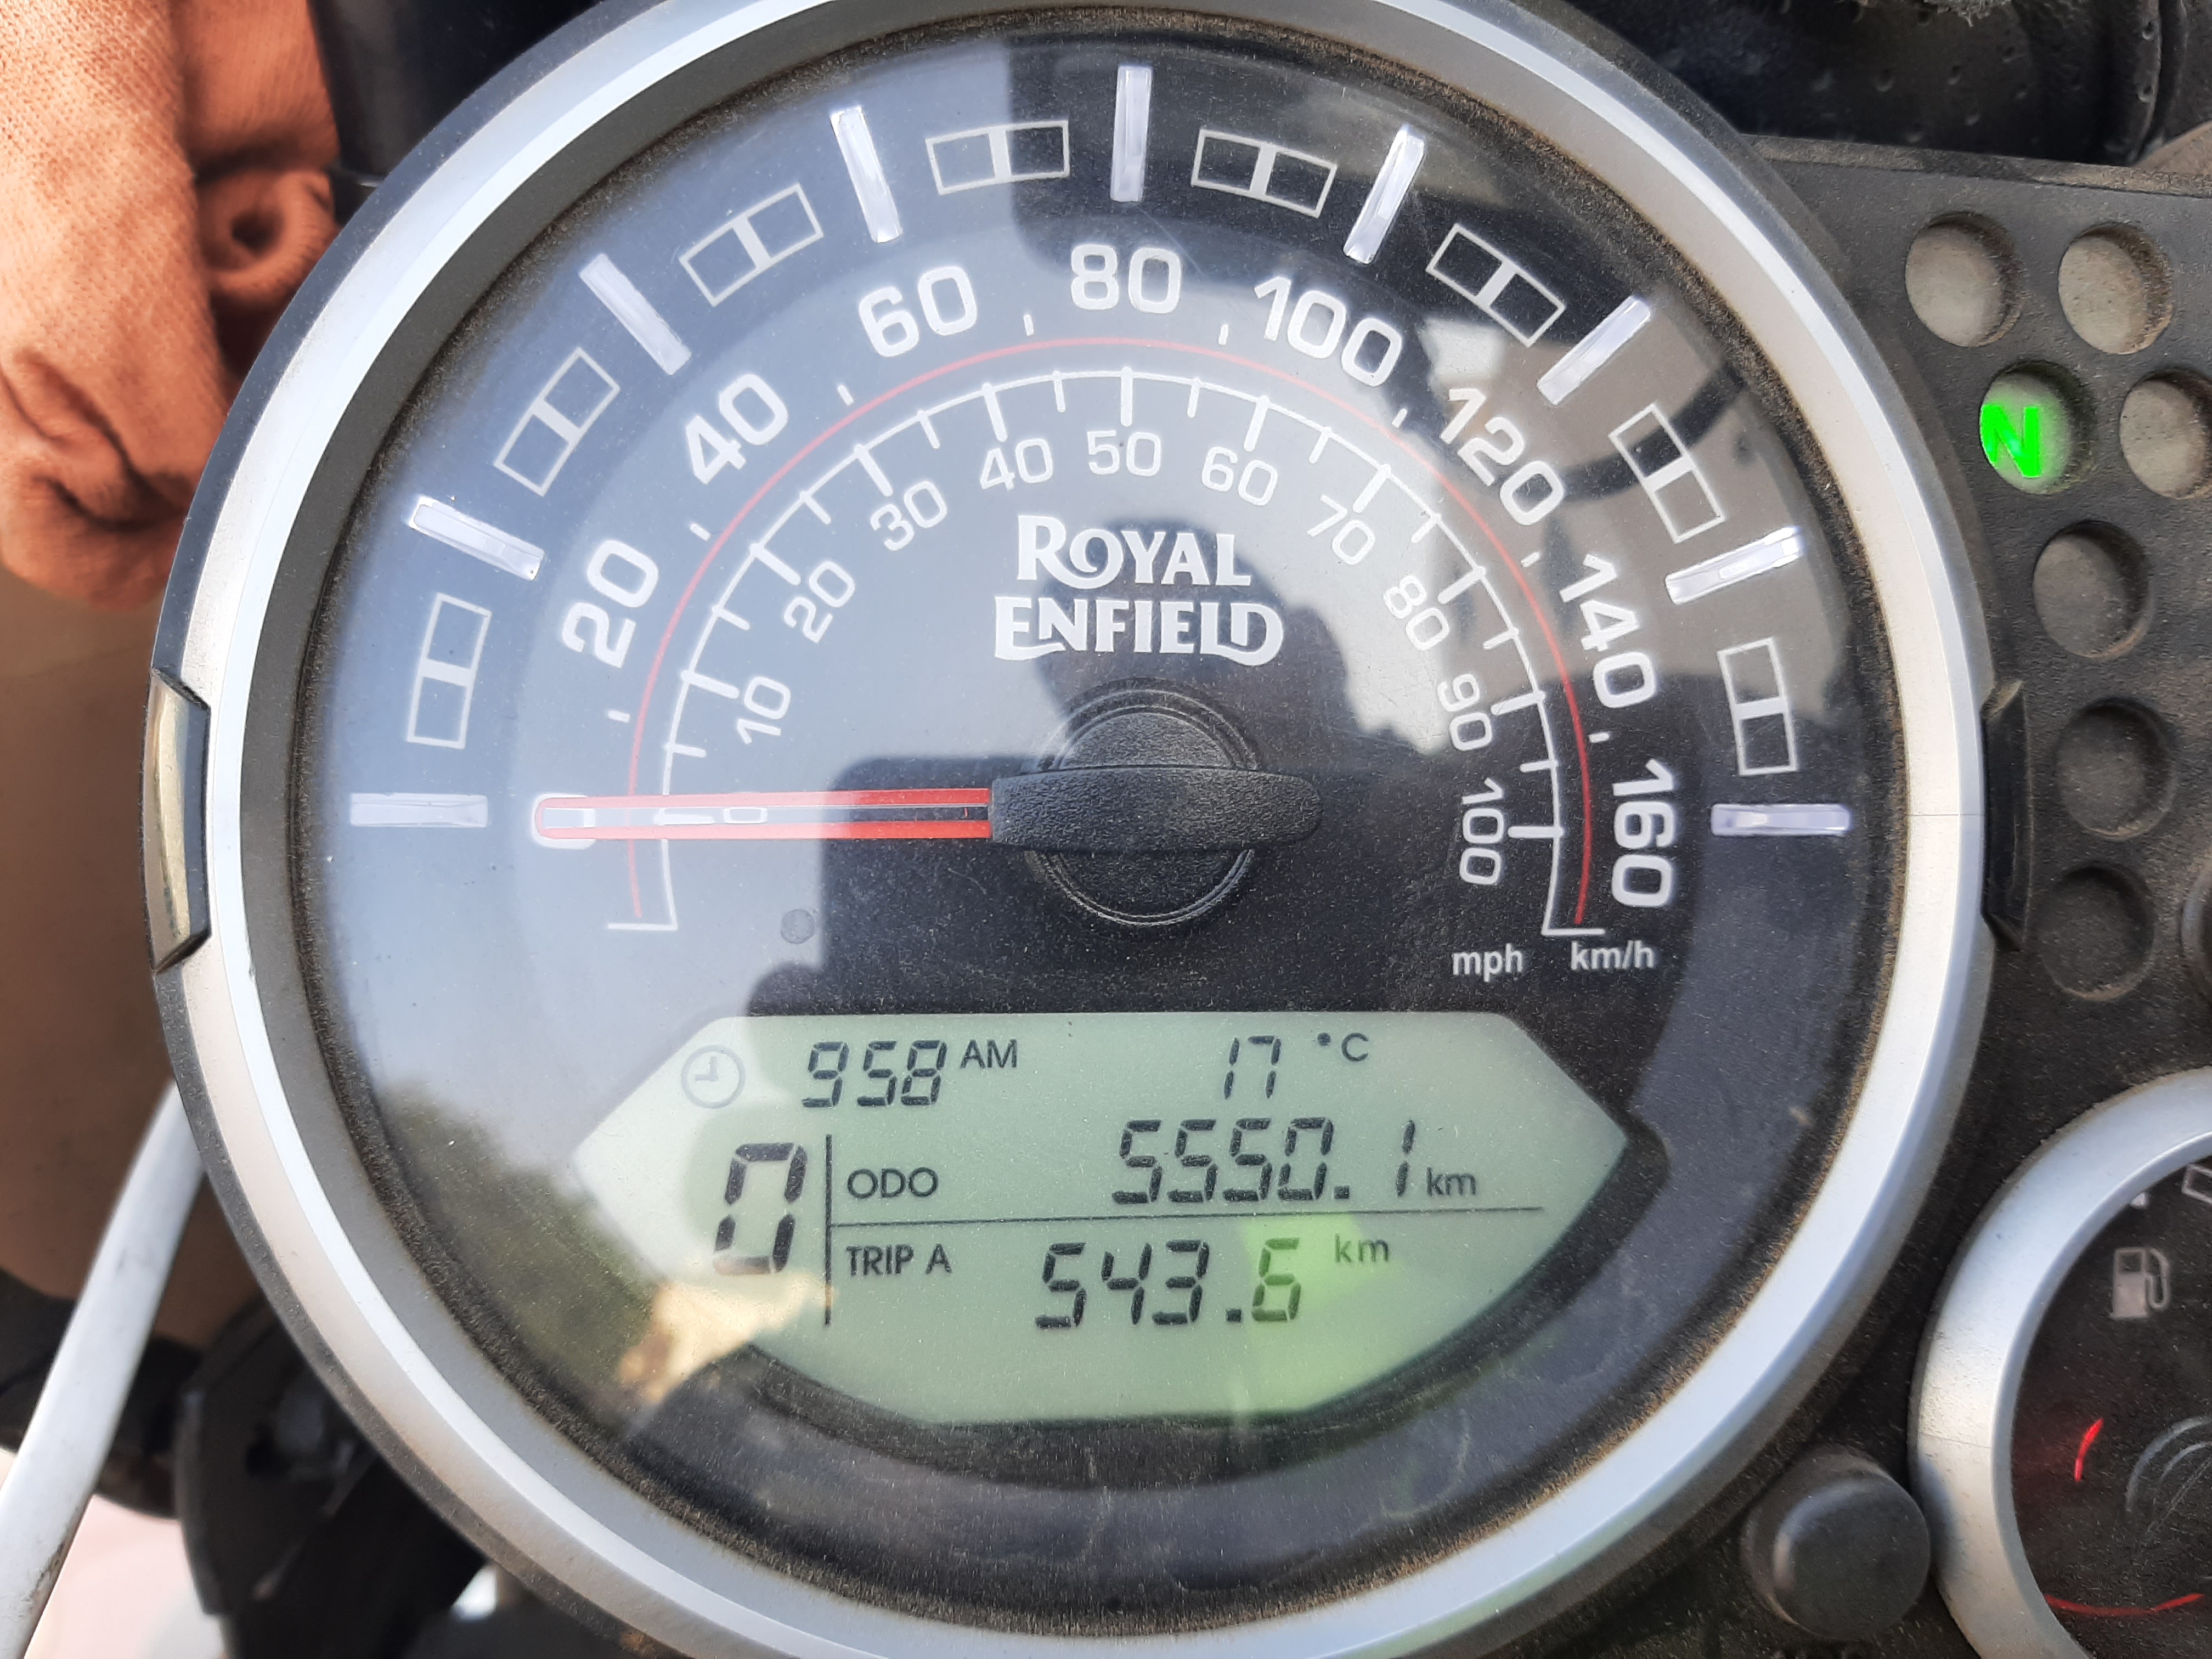 0 20 40 60 80 100 120 140 160
10 20 30 40 50 60 70 80 90 100
ROYAL
ENFIELD
N
mph km/h
958 AM 17 °C
0 ODO 5550.1 km
TRIP A 543.6 km